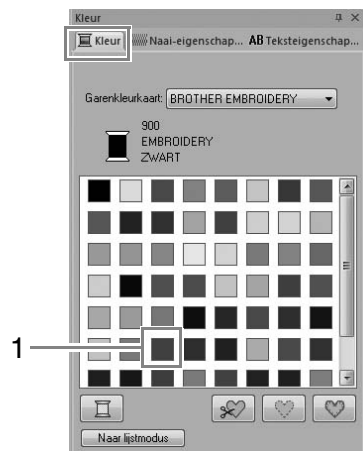 Kleur
Kleur Naai-eigenschap... AB Teksteigenschap...
Garenkleurkaart: BROTHER EMBROIDERY
900
EMBROIDERY
ZWART
1
Naar lijstmodus